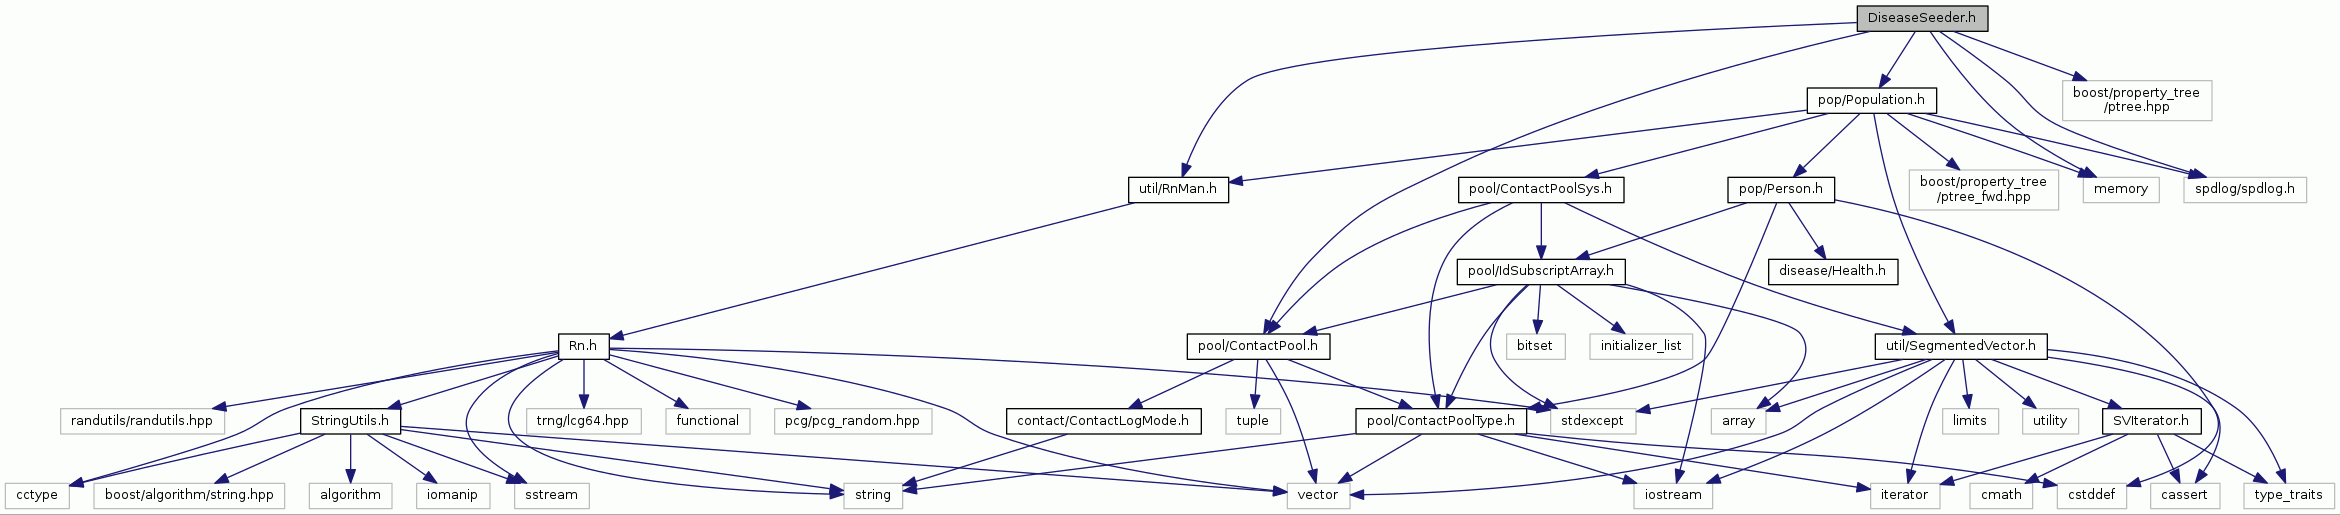 DiseaseSeeder.h
boost/property_tree
/ptree.hpp
pop/Population.h
util/RnMan.h
pool/ContactPoolSys.h
pop/Person.h
boost/property_tree
/ptree_fwd.hpp
memory
spdlog/spdlog.h
pool/IdSubscriptArray.h
disease/Health.h
Rn.h
pool/ContactPool.h
bitset
initializer_list
util/SegmentedVector.h
randutils/randutils.hpp
StringUtils.h
trng/lcg64.hpp
functional
pcg/pcg_random.hpp
contact/ContactLogMode.h
tuple
pool/ContactPoolType.h
stdexcept
array
limits
utility
SVIterator.h
cctype
boost/algorithm/string.hpp
algorithm
iomanip
sstream
string
vector
iostream
iterator
cmath
cstddef
cassert
type_traits